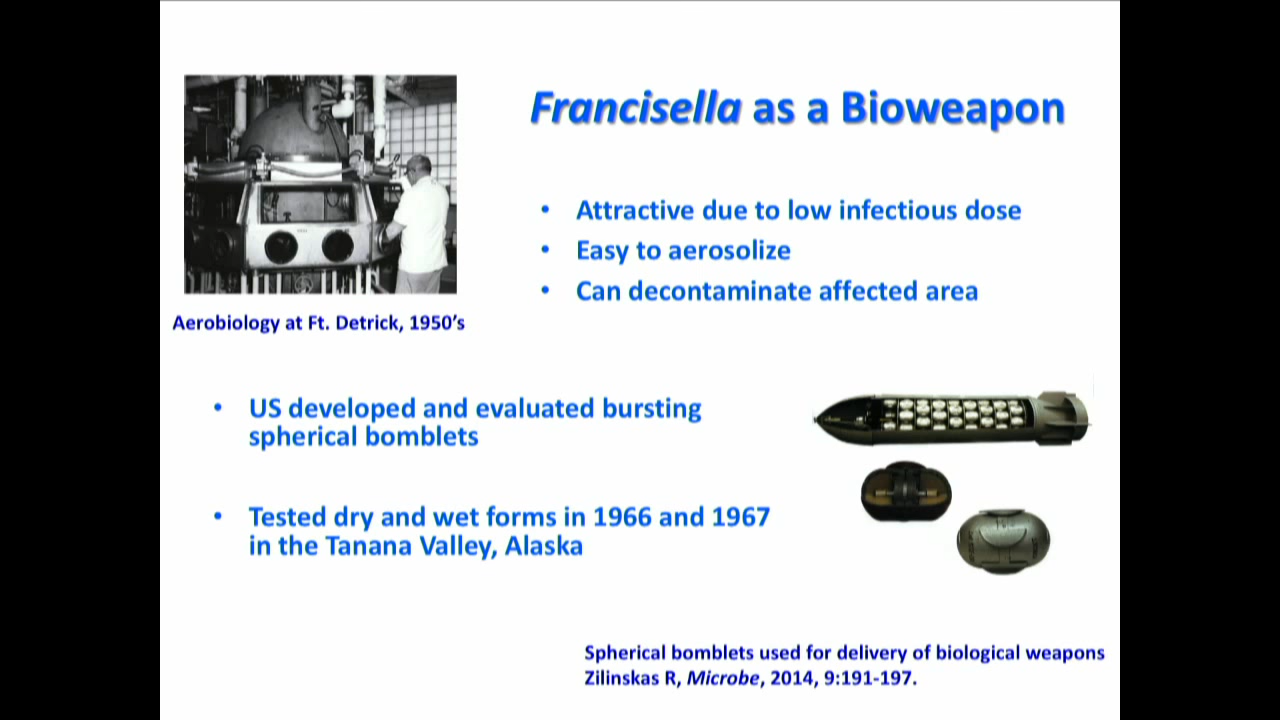 Francisella as a Bioweapon
• Attractive due to low infectious dose
• Easy to aerosolize
• Can decontaminate affected area
Aerobiology at Ft. Detrick, 1950’s
• US developed and evaluated bursting
spherical bomblets
• Tested dry and wet forms in 1966 and 1967
in the Tanana Valley, Alaska
Spherical bomblets used for delivery of biological weapons
Zilinskas R, Microbe, 2014, 9:191-197.